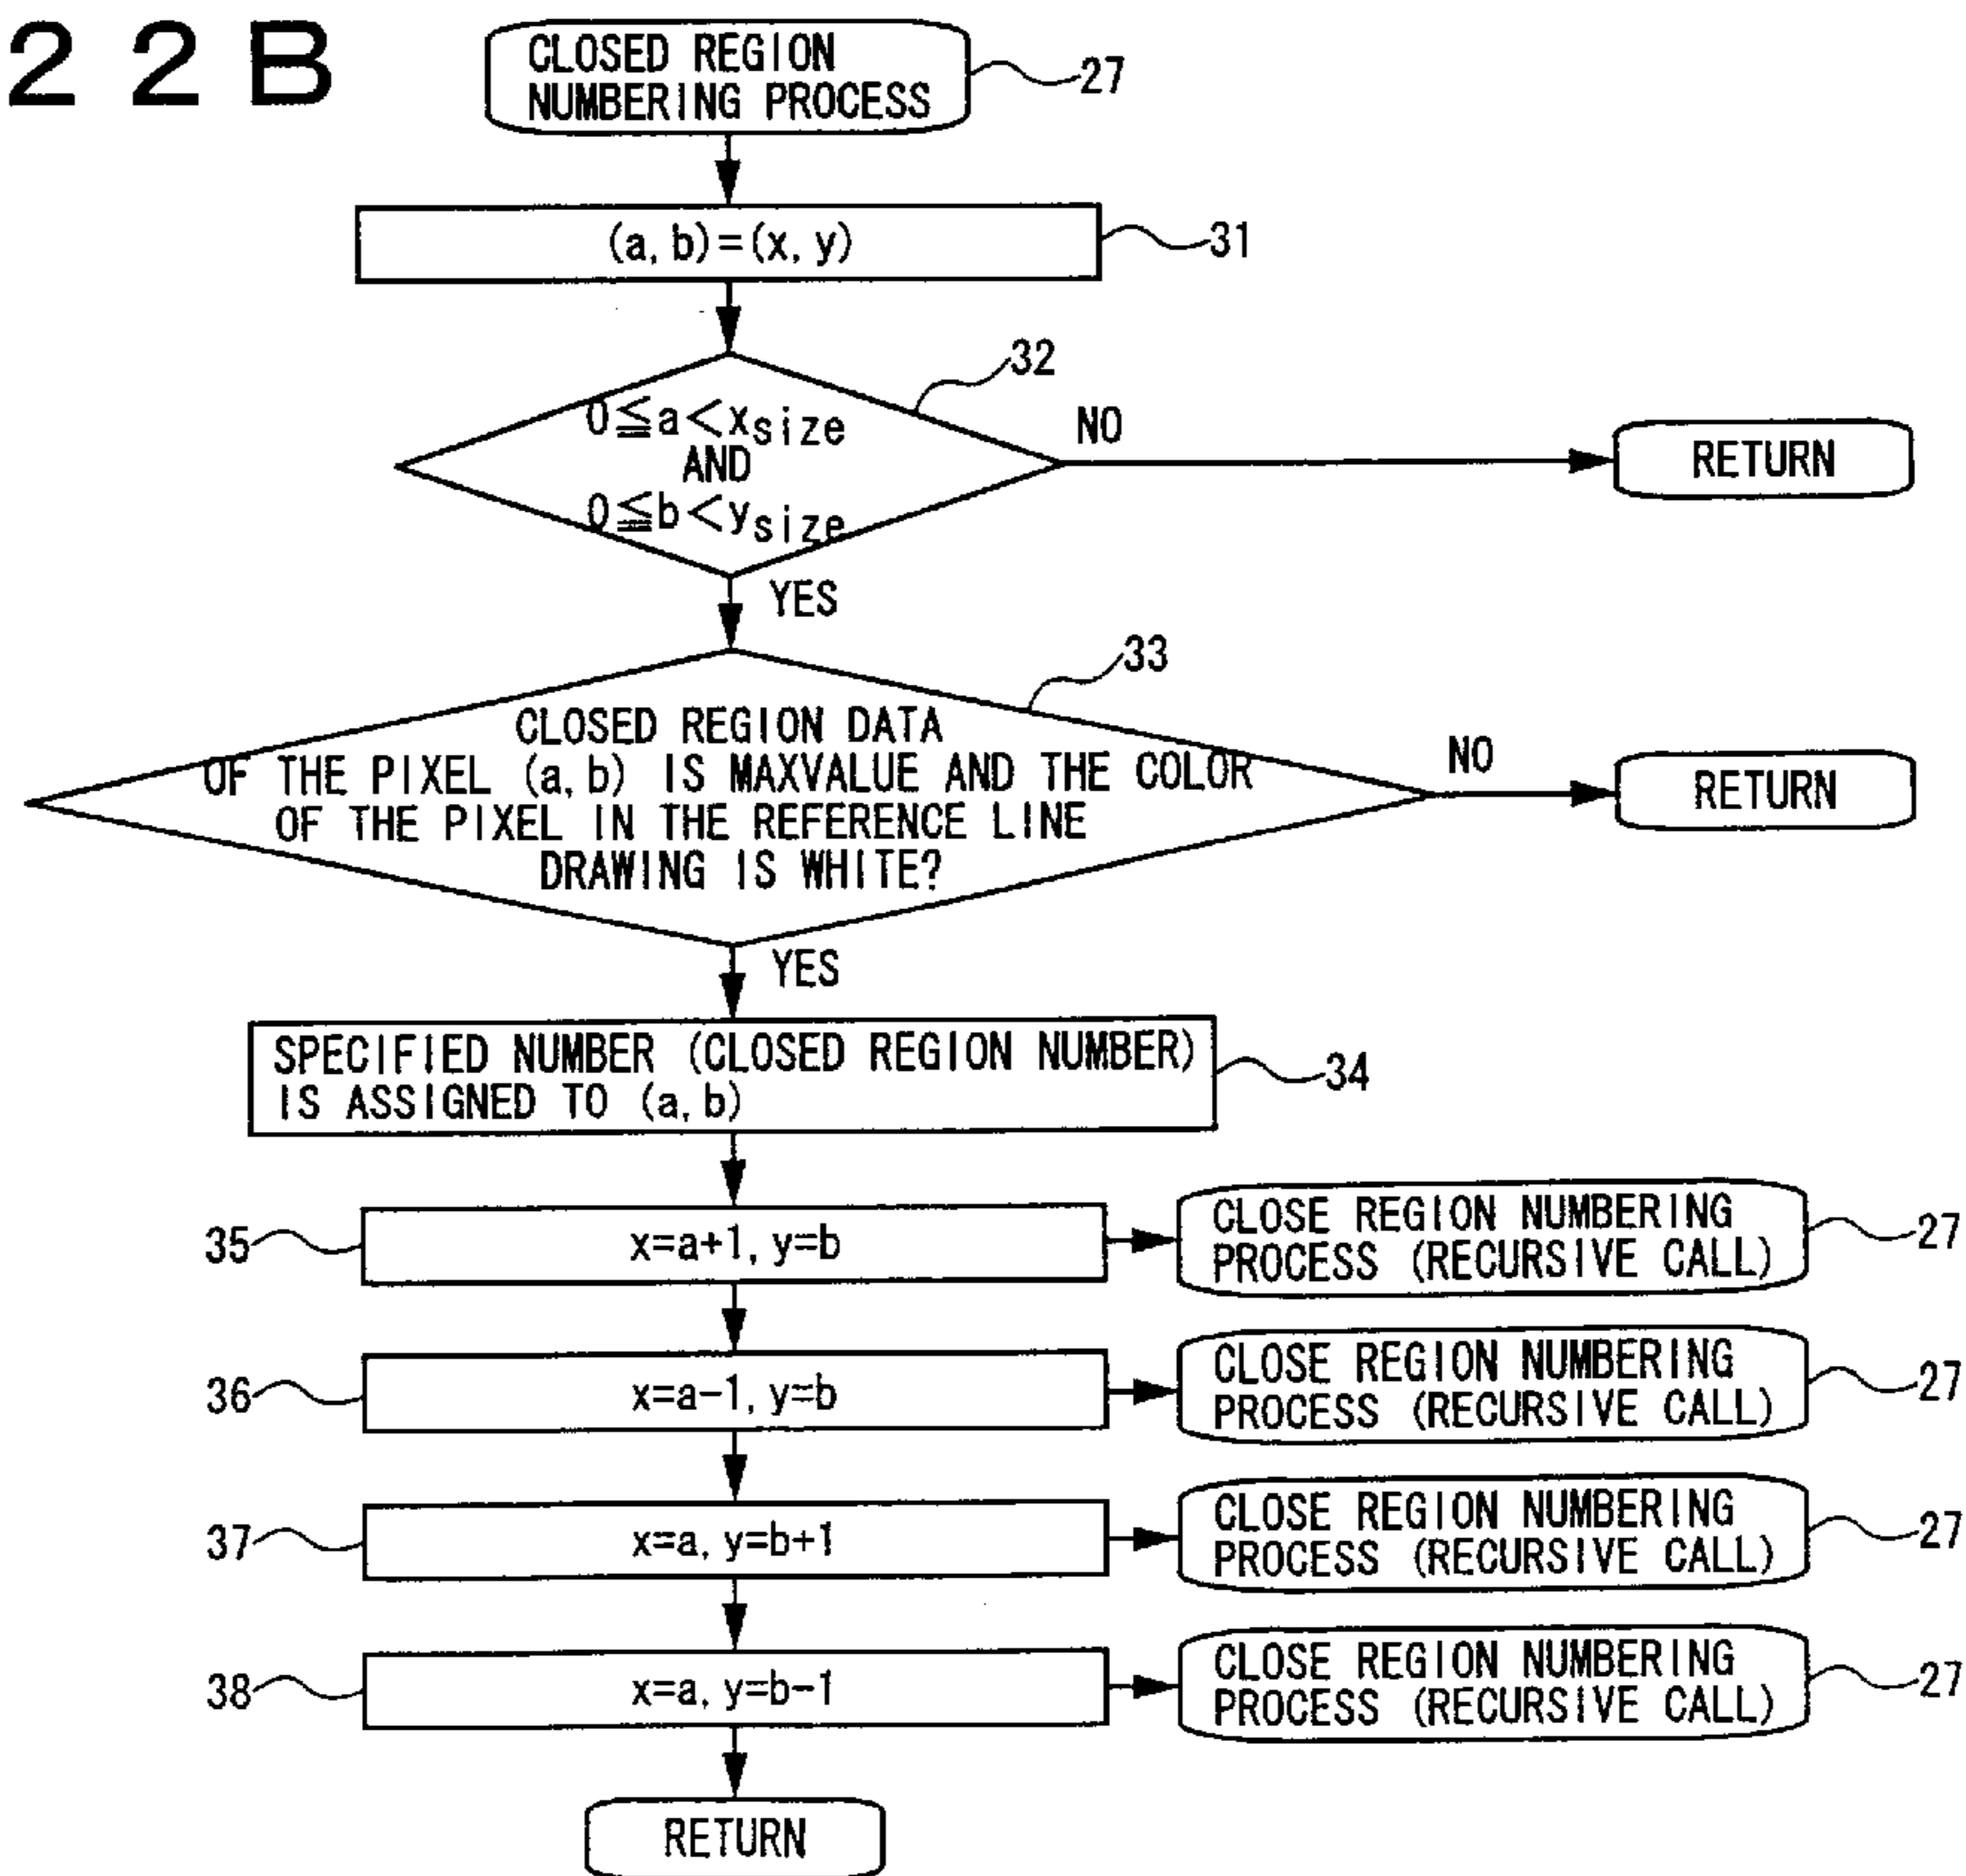 22B
CLOSED REGION
NUMBERING PROCESS
27
(a, b)=(x, y)
31
32
0≦a<xsize
AND
0≦b<ysize
NO
RETURN
YES
33
CLOSED REGION DATA
OF THE PIXEL (a, b) IS MAXVALUE AND THE COLOR
OF THE PIXEL IN THE REFERENCE LINE
DRAWING IS WHITE?
NO
RETURN
YES
SPECIFIED NUMBER (CLOSED REGION NUMBER)
IS ASSIGNED TO (a, b)
34
35
x=a+1, y=b
CLOSE REGION NUMBERING
PROCESS (RECURSIVE CALL)
27
36
x=a-1, y=b
CLOSE REGION NUMBERING
PROCESS (RECURSIVE CALL)
27
37
x=a, y=b+1
CLOSE REGION NUMBERING
PROCESS (RECURSIVE CALL)
27
38
x=a, y=b-1
CLOSE REGION NUMBERING
PROCESS (RECURSIVE CALL)
27
RETURN